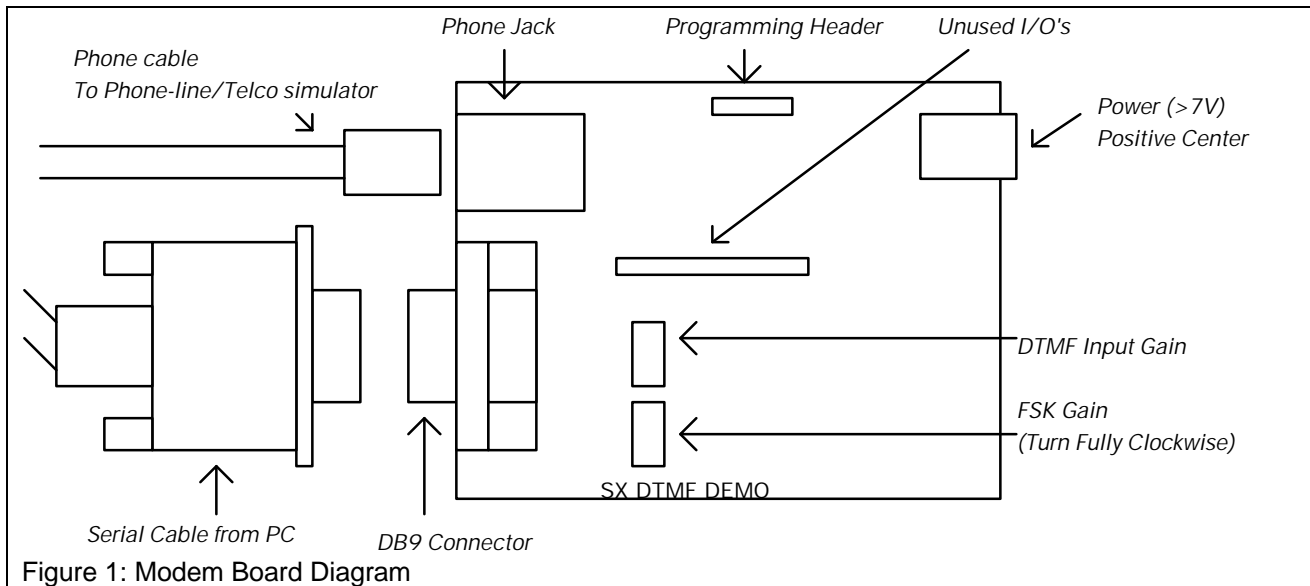 Phone Jack
Programming Header
Unused I/O's
Phone cable
To Phone-line/Telco simulator
Power (>7V)
Positive Center
DTMF Input Gain
FSK Gain
(Turn Fully Clockwise)
SX DTMF DEMO
Serial Cable from PC
DB9 Connector
Figure 1: Modem Board Diagram